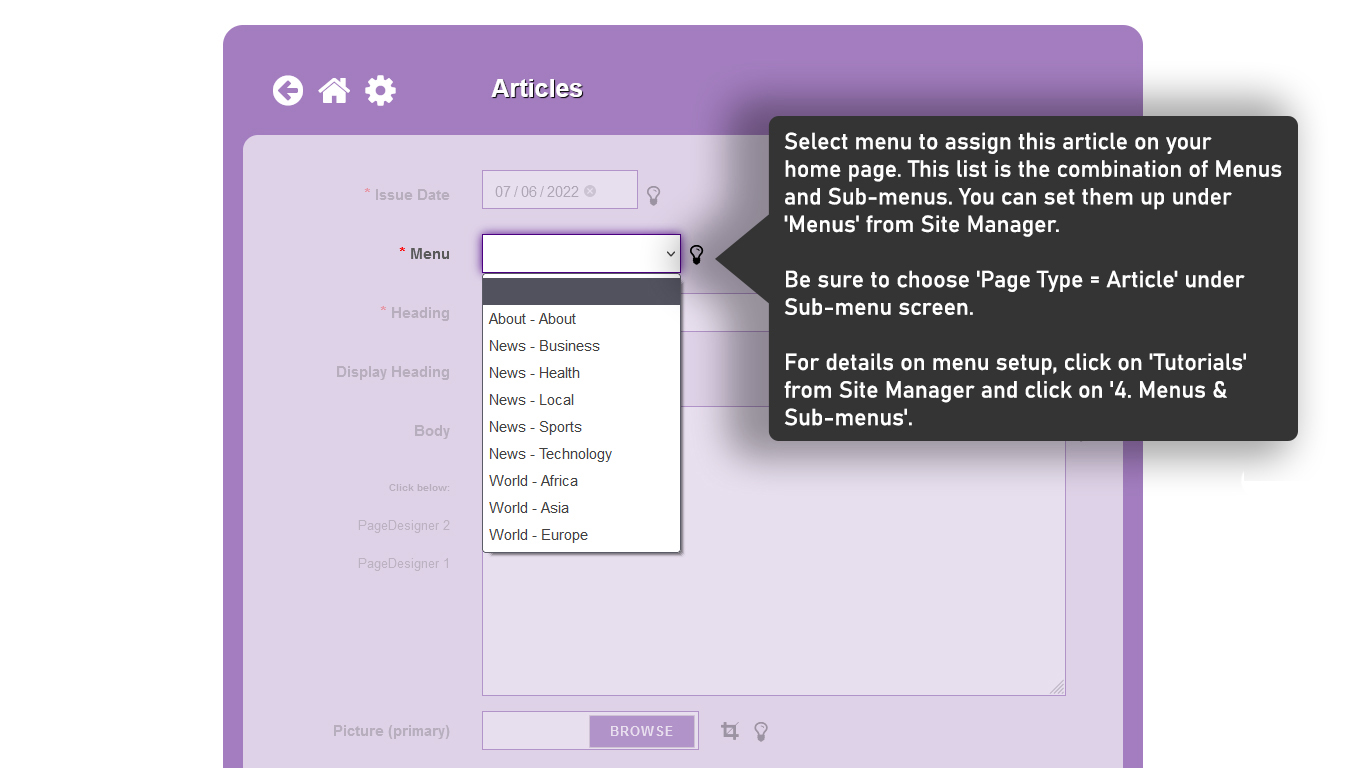 Articles
Select menu to assign this article on your
home page. This list is the combination of Menus
and Sub-menus. You can set them up under
'Menus' from Site Manager.
Be sure to choose 'Page Type = Article' under
Sub-menu screen.
For details on menu setup, click on 'Tutorials'
from Site Manager and click on '4. Menus &
Sub-menus'.
* Issue Date
07 / 06 / 2022
* Menu
About - About
News - Business
News - Health
News - Local
News - Sports
News - Technology
World - Africa
World - Asia
World - Europe
* Heading
Display Heading
Body
Click below:
PageDesigner 2
PageDesigner 1
Picture (primary)
BROWSE